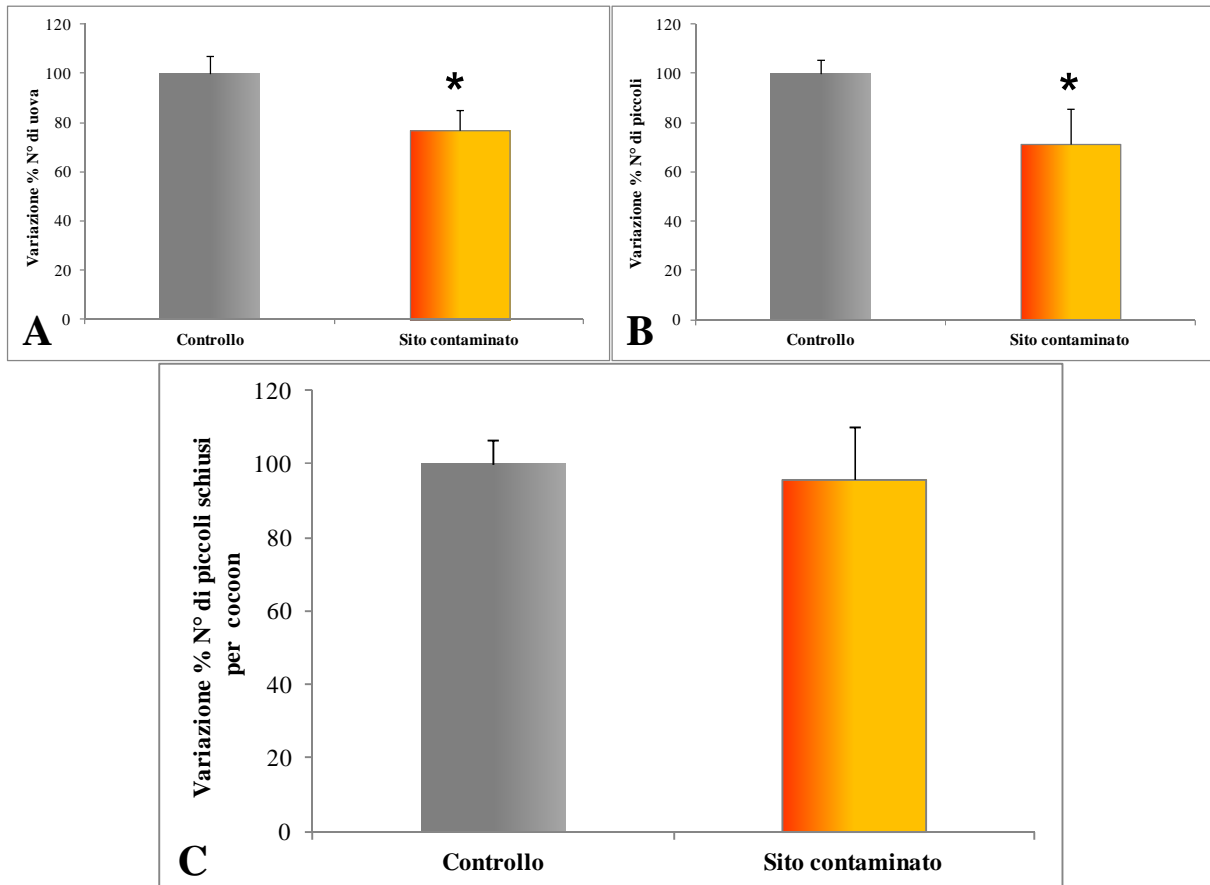 Variazione % N° di uova
120
100
80
60
40
20
0
*
Controllo
Sito contaminato
A
Variazione % N° di piccoli
120
100
80
60
40
20
0
*
Controllo
Sito contaminato
B
Variazione % N° di piccoli schiusi
per cocoon
120
100
80
60
40
20
0
Controllo
Sito contaminato
C